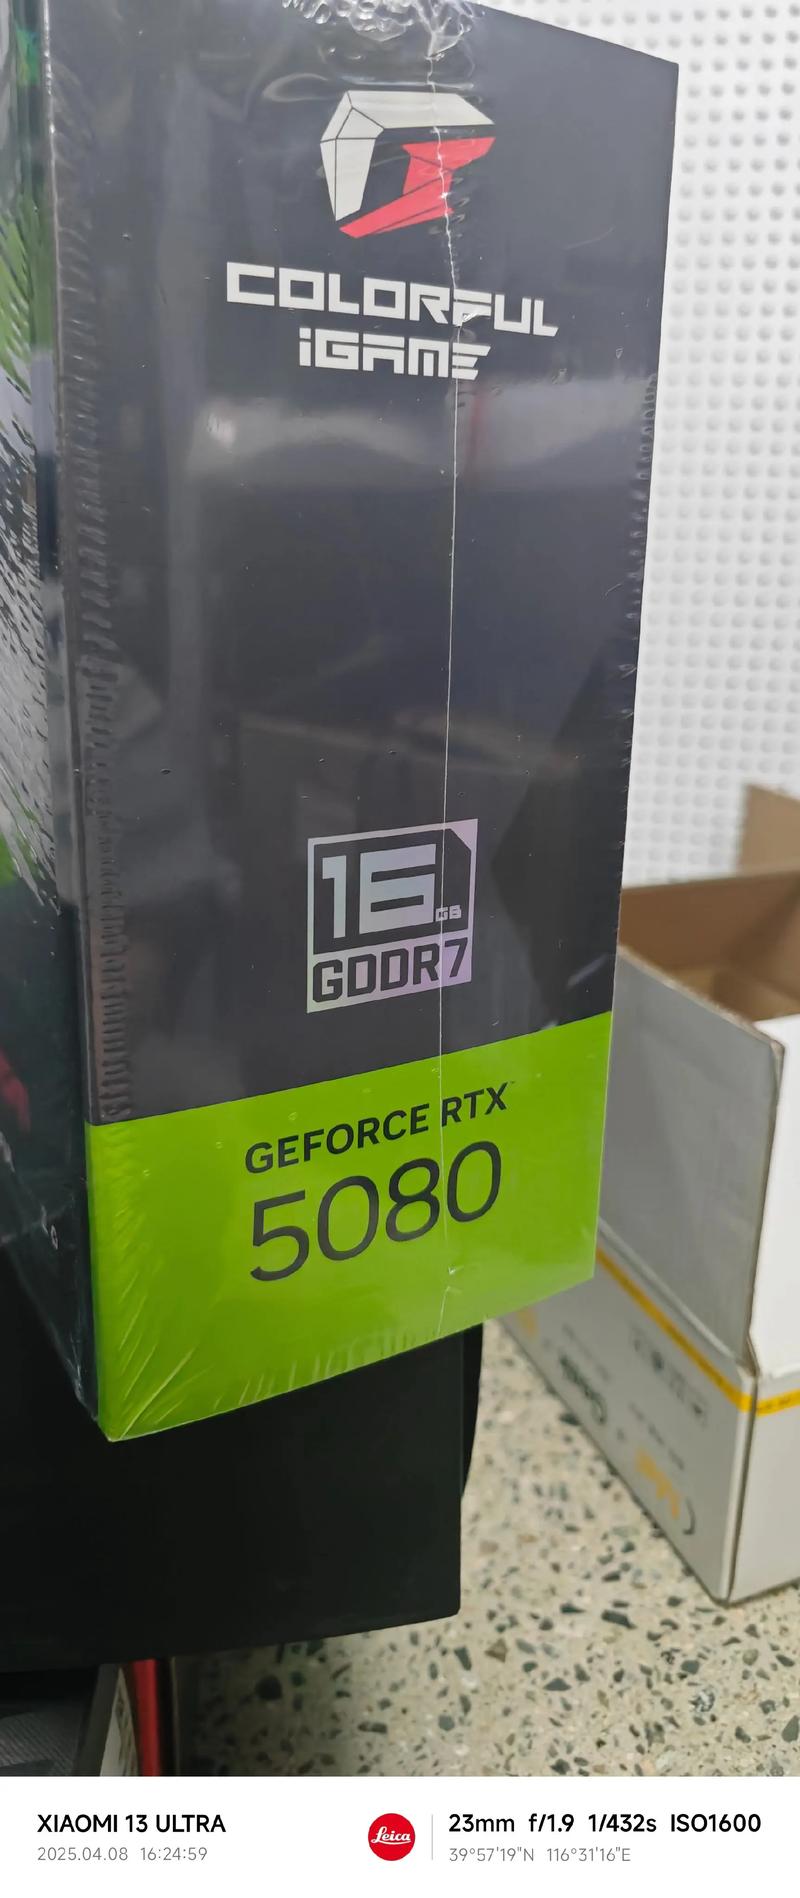 COLORFUL
iGAME
16GB
GDDR7
GEFORCE RTX
5080
XIAOMI 13 ULTRA
2025.04.08 16:24:59
Leica
23mm f/1.9 1/432s ISO1600
39°57'19"N 116°31'16"E